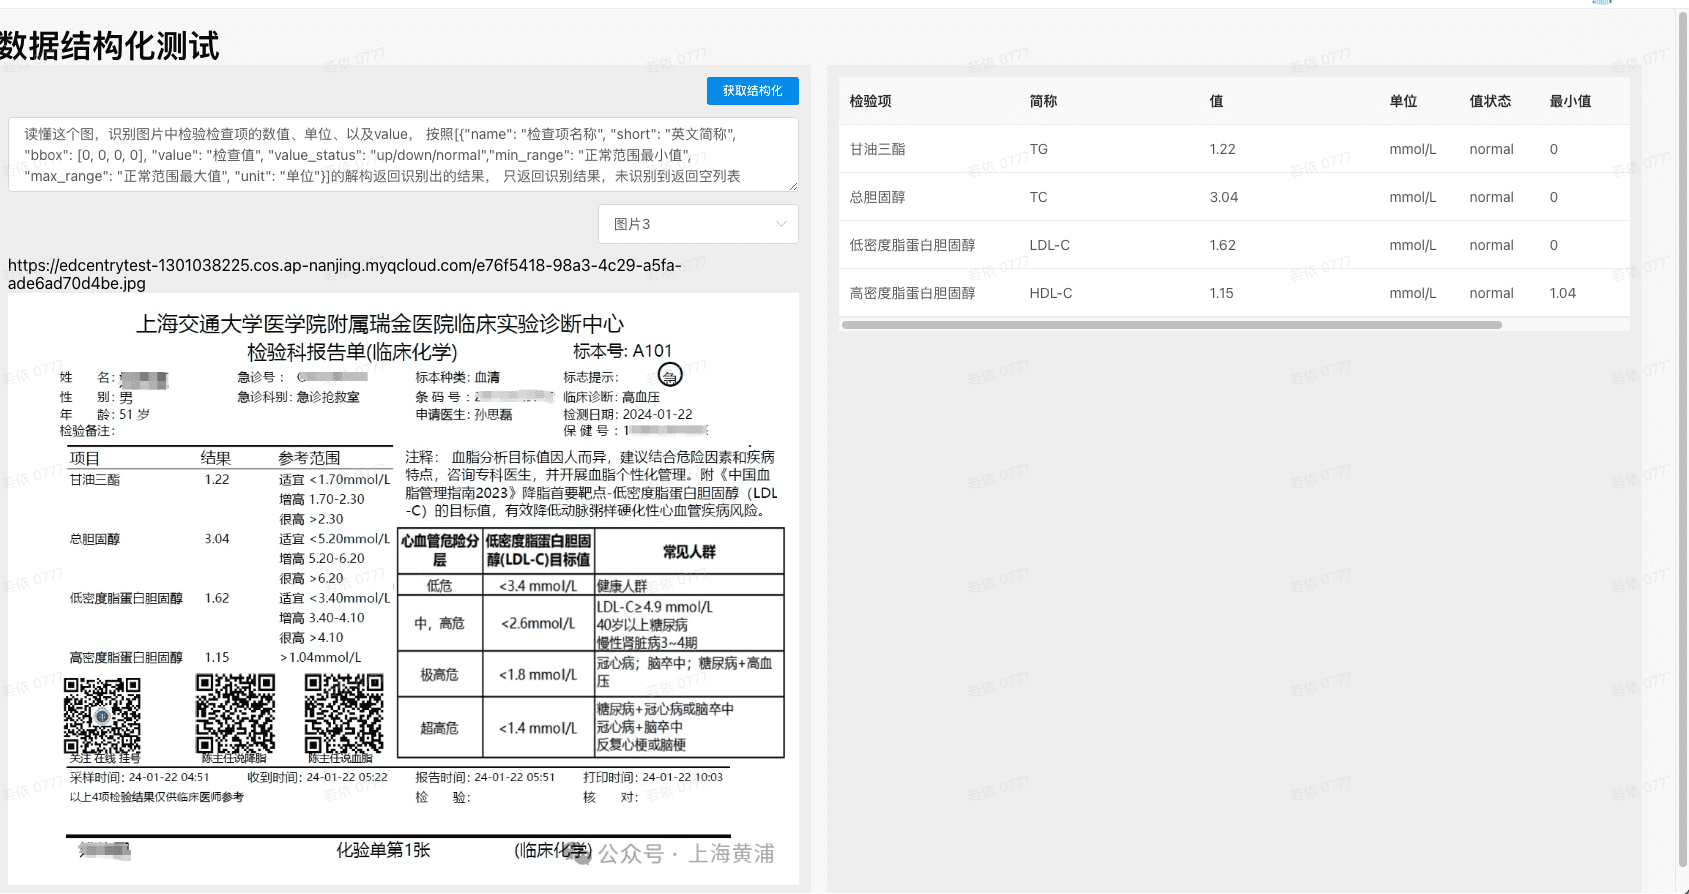 数据结构化测试
获取结构化
读懂这个图，识别图片中检验检查项的数值、单位、以及value， 按照[{"name": "检查项名称", "short": "英文简称",
"bbox": [0, 0, 0, 0], "value": "检查值", "value_status": "up/down/normal","min_range": "正常范围最小值",
"max_range": "正常范围最大值", "unit": "单位"}]的解构返回识别出的结果， 只返回识别结果，未识别到返回空列表
图片3
https://edcentrytest-1301038225.cos.ap-nanjing.myqcloud.com/e76f5418-98a3-4c29-a5fa-
ade6ad70d4be.jpg
上海交通大学医学院附属瑞金医院临床实验诊断中心
检验科报告单(临床化学) 标本号: A101
姓 名: 急诊号： 标本种类: 血清 标志提示: 急
性 别: 男 急诊科别: 急诊抢救室 条 码 号： 临床诊断: 高血压
年 龄: 51 岁 申请医生: 孙思磊 检测日期: 2024-01-22
检验备注: 保 健 号： 1
项目 结果 参考范围
甘油三酯 1.22 适宜 <1.70mmol/L
增高 1.70-2.30
很高 >2.30
总胆固醇 3.04 适宜 <5.20mmol/L
增高 5.20-6.20
很高 >6.20
低密度脂蛋白胆固醇 1.62 适宜 <3.40mmol/L
增高 3.40-4.10
很高 >4.10
高密度脂蛋白胆固醇 1.15 >1.04mmol/L
注释： 血脂分析目标值因人而异，建议结合危险因素和疾病
特点，咨询专科医生，并开展血脂个性化管理。附《中国血
脂管理指南2023》降脂首要靶点-低密度脂蛋白胆固醇（LDL
-C）的目标值，有效降低动脉粥样硬化性心血管疾病风险。
心血管危险分层 低密度脂蛋白胆固醇(LDL-C)目标值 常见人群
低危 <3.4 mmol/L 健康人群
中，高危 <2.6mmol/L LDL-C≥4.9 mmol/L
40岁以上糖尿病
慢性肾脏病3~4期
极高危 <1.8 mmol/L 冠心病；脑卒中；糖尿病+高血
压
超高危 <1.4 mmol/L 糖尿病+冠心病或脑卒中
冠心病+脑卒中
反复心梗或脑梗
关注 在线 挂号 陈主任说降脂 陈主任说血脂
采样时间: 24-01-22 04:51 收到时间: 24-01-22 05:22 报告时间: 24-01-22 05:51 打印时间: 24-01-22 10:03
以上4项检验结果仅供临床医师参考 检 验: 核 对:
化验单第1张 (临床化学)
公众号 · 上海黄浦
检验项 简称 值 单位 值状态 最小值
甘油三酯 TG 1.22 mmol/L normal 0
总胆固醇 TC 3.04 mmol/L normal 0
低密度脂蛋白胆固醇 LDL-C 1.62 mmol/L normal 0
高密度脂蛋白胆固醇 HDL-C 1.15 mmol/L normal 1.04
若依 0777